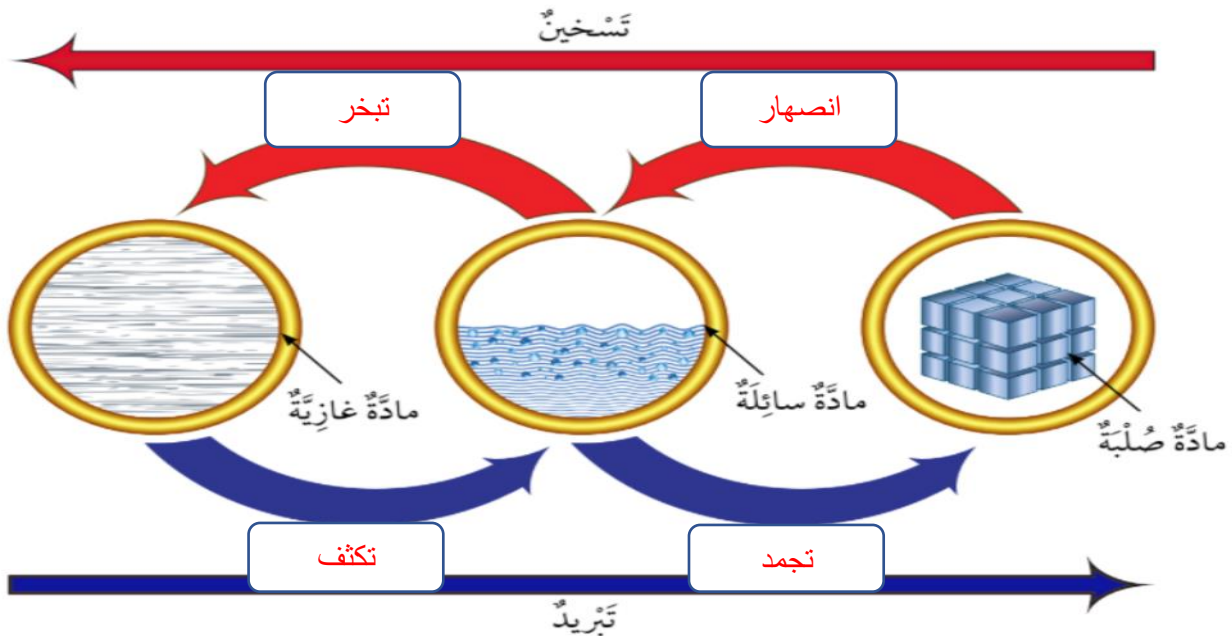 تَسْخينٌ
انصهار
تبخر
مادَّةٌ صُلْبَةٌ
مادَّةٌ سائِلَةٌ
مادَّةٌ غازِيَّةٌ
تجمد
تكثف
تَبْريدٌ